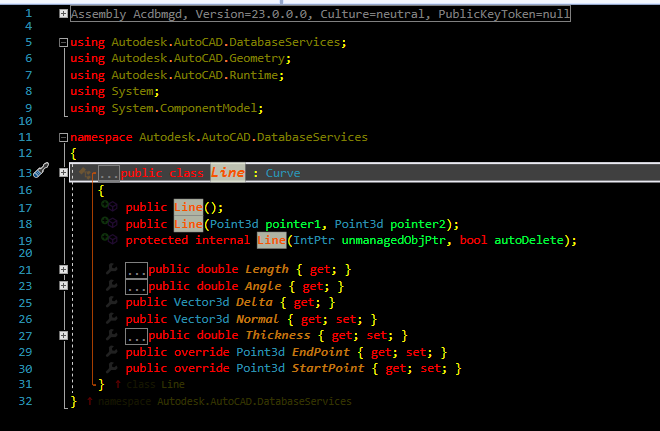 1 Assembly Acdbmgd, Version=23.0.0.0, Culture=neutral, PublicKeyToken=null
4
5 using Autodesk.AutoCAD.DatabaseServices;
6 using Autodesk.AutoCAD.Geometry;
7 using Autodesk.AutoCAD.Runtime;
8 using System;
9 using System.ComponentModel;
10
11 namespace Autodesk.AutoCAD.DatabaseServices
12 {
13 ...public class Line : Curve
16 {
17 public Line();
18 public Line(Point3d pointer1, Point3d pointer2);
19 protected internal Line(IntPtr unmanagedObjPtr, bool autoDelete);
20
21 ...public double Length { get; }
23 ...public double Angle { get; }
25 public Vector3d Delta { get; }
26 public Vector3d Normal { get; set; }
27 ...public double Thickness { get; set; }
29 public override Point3d EndPoint { get; set; }
30 public override Point3d StartPoint { get; set; }
31 } ↑ class Line
32 } ↑ namespace Autodesk.AutoCAD.DatabaseServices